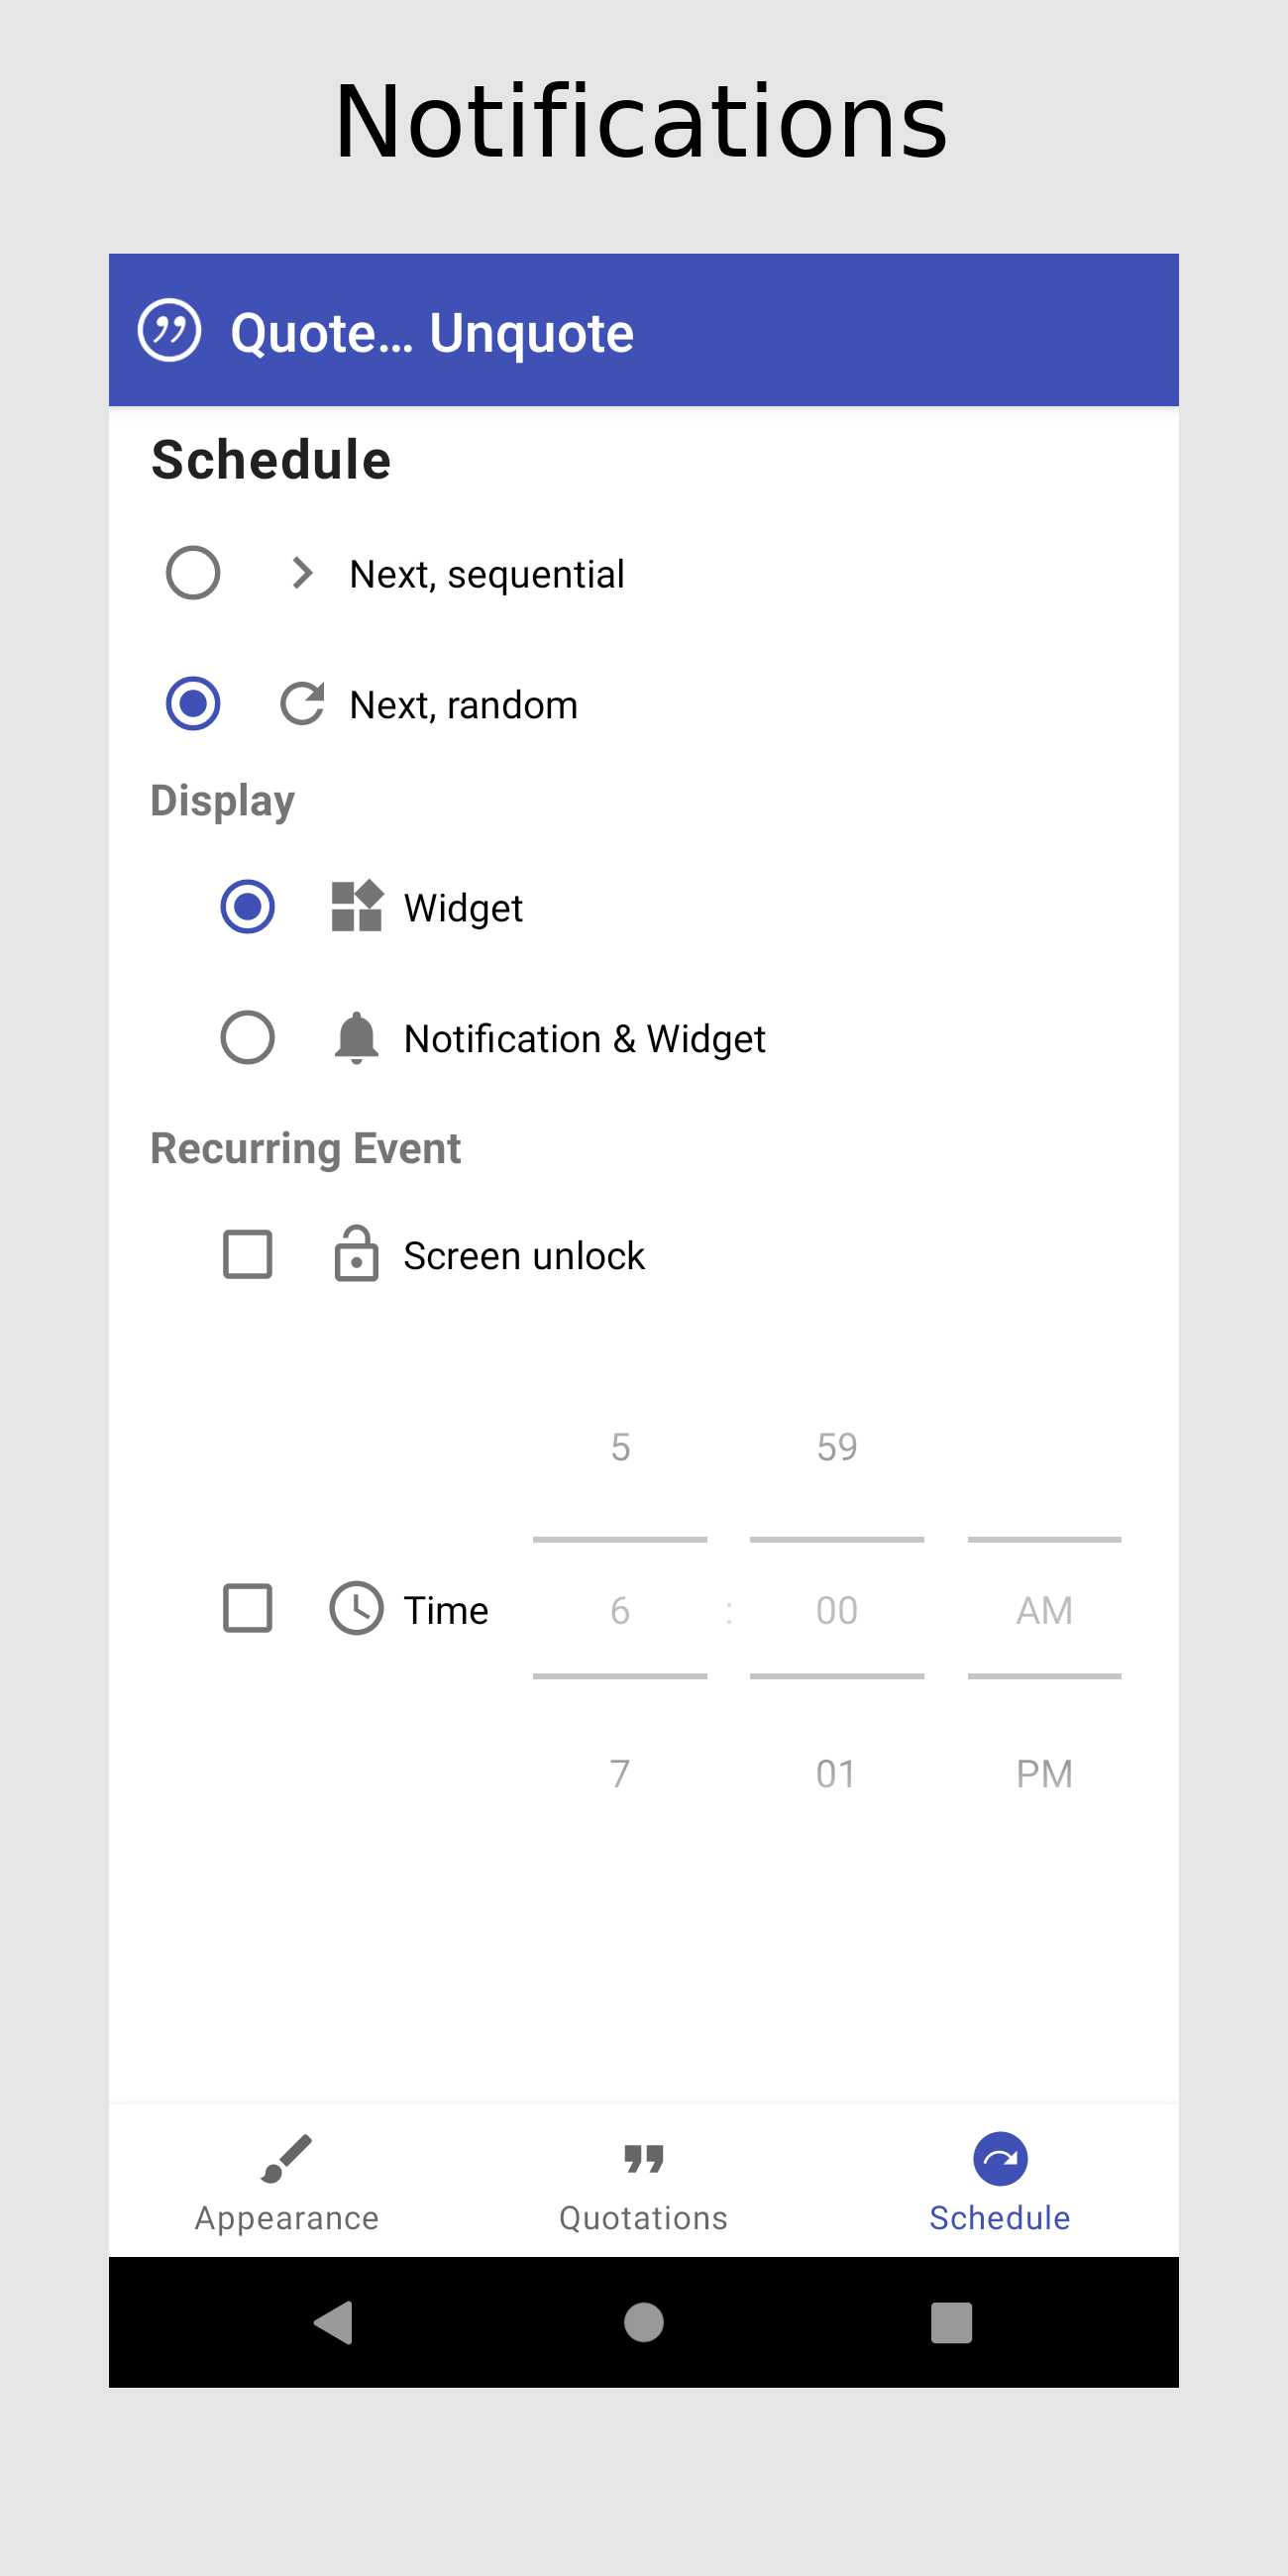 Notifications
Quote... Unquote
Schedule
Next, sequential
Next, random
Display
Widget
Notification & Widget
Recurring Event
Screen unlock
5 59
Time 6 : 00 AM
7 01 PM
Appearance Quotations Schedule